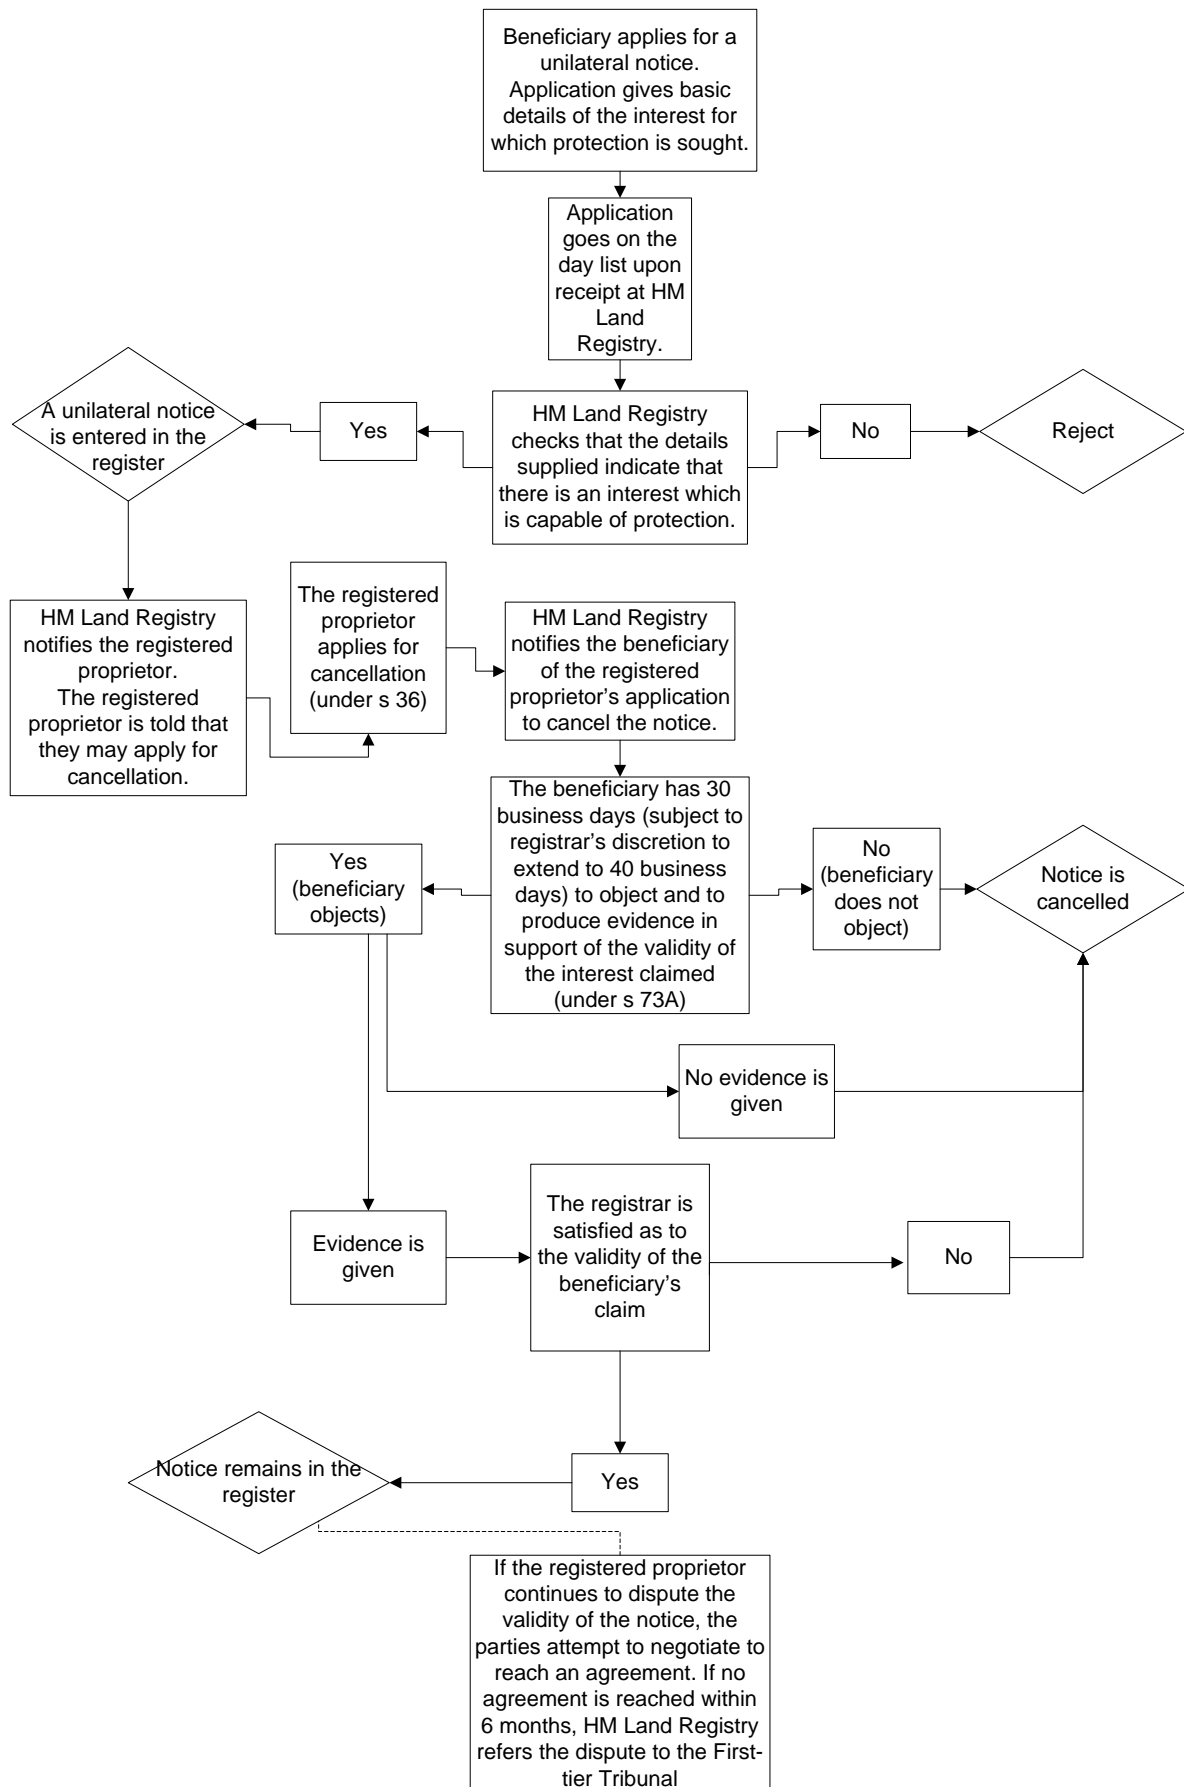 Beneficiary applies for a
unilateral notice.
Application gives basic
details of the interest for
which protection is sought.
Application
goes on the
day list upon
receipt at HM
Land
Registry.
A unilateral notice
is entered in the
register
Yes
HM Land Registry
checks that the details
supplied indicate that
there is an interest which
is capable of protection.
No
Reject
HM Land Registry
notifies the registered
proprietor.
The registered
proprietor is told that
they may apply for
cancellation.
The registered
proprietor
applies for
cancellation
(under s 36)
HM Land Registry
notifies the beneficiary
of the registered
proprietor’s application
to cancel the notice.
The beneficiary has 30
business days (subject to
registrar’s discretion to
extend to 40 business
days) to object and to
produce evidence in
support of the validity of
the interest claimed
(under s 73A)
Yes
(beneficiary
objects)
No
(beneficiary
does not
object)
Notice is
cancelled
No evidence is
given
Evidence is
given
The registrar is
satisfied as to
the validity of the
beneficiary’s
claim
No
Yes
Notice remains in the
register
If the registered proprietor
continues to dispute the
validity of the notice, the
parties attempt to negotiate to
reach an agreement. If no
agreement is reached within
6 months, HM Land Registry
refers the dispute to the First-
tier Tribunal